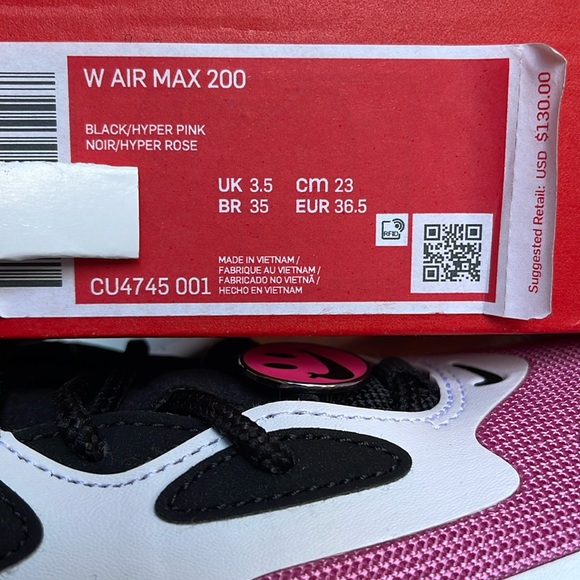 W AIR MAX 200
BLACK/HYPER PINK
NOIR/HYPER ROSE
UK 3.5 cm 23
BR 35 EUR 36.5
RFID
MADE IN VIETNAM /
FABRIQUE AU VIETNAM /
FABRICADO NO VIETNÃ /
HECHO EN VIETNAM
CU4745 001
Suggested Retail: USD $130.00